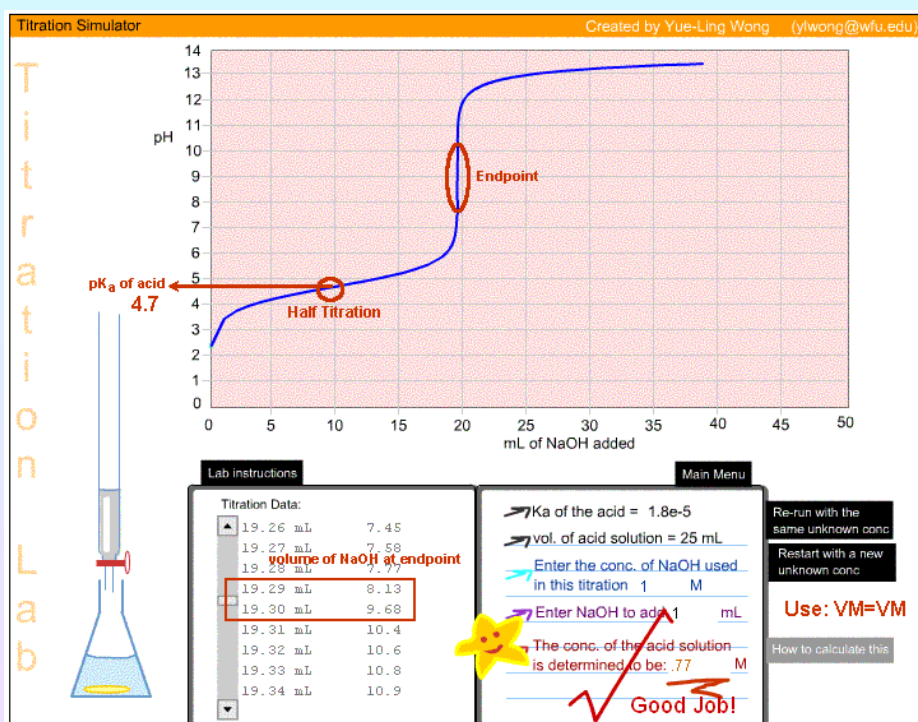 Titration Simulator
Created by Yue-Ling Wong (ylwong@wfu.edu)
Titration Lab
pH
14
13
12
11
10
9
8
7
6
5
4
3
2
1
0
Endpoint
pKa of acid
4.7
Half Titration
0 5 10 15 20 25 30 35 40 45 50
mL of NaOH added
Lab instructions
Titration Data:
19.26 mL 7.45
19.27 mL 7.58
volume of NaOH at endpoint
19.28 mL 7.77
19.29 mL 8.13
19.30 mL 9.68
19.31 mL 10.4
19.32 mL 10.6
19.33 mL 10.8
19.34 mL 10.9
Main Menu
Ka of the acid = 1.8e-5
vol. of acid solution = 25 mL
Enter the conc. of NaOH used
in this titration 1 M
Enter NaOH to add 1 mL
The conc. of the acid solution
is determined to be: .77 M
Good Job!
Re-run with the
same unknown conc
Restart with a new
unknown conc
Use: VM=VM
How to calculate this